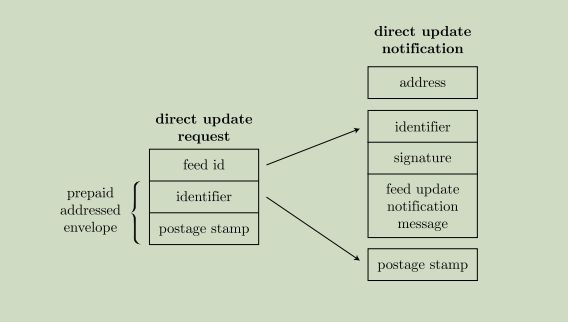 direct update
request
feed id
identifier
postage stamp
prepaid
addressed
envelope
direct update
notification
address
identifier
signature
feed update
notification
message
postage stamp